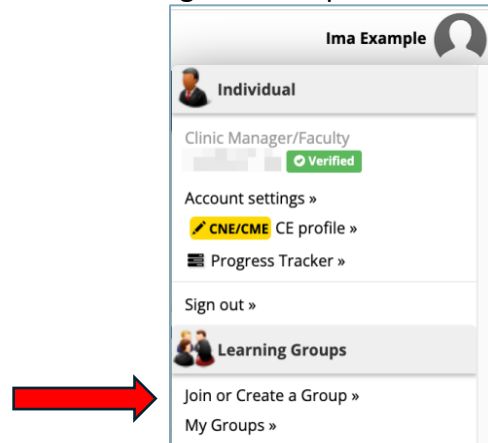 Ima Example
Individual
Clinic Manager/Faculty
Verified
Account settings »
CNE/CME CE profile »
Progress Tracker »
Sign out »
Learning Groups
Join or Create a Group »
My Groups »